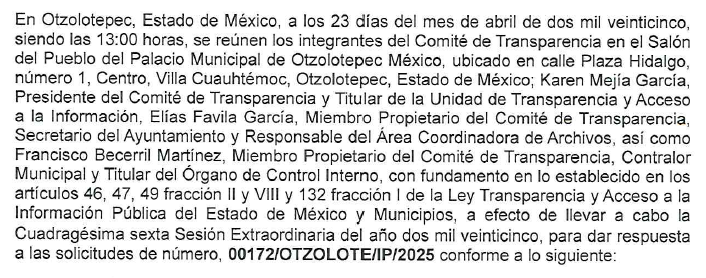 En Otzolotepec, Estado de México, a los 23 días del mes de abril de dos mil veinticinco,
siendo las 13:00 horas, se reúnen los integrantes del Comité de Transparencia en el Salón
del Pueblo del Palacio Municipal de Otzolotepec México, ubicado en calle Plaza Hidalgo,
número 1, Centro, Villa Cuauhtémoc, Otzolotepec, Estado de México; Karen Mejía García,
Presidente del Comité de Transparencia y Titular de la Unidad de Transparencia y Acceso
a la Información, Elías Favila García, Miembro Propietario del Comité de Transparencia,
Secretario del Ayuntamiento y Responsable del Área Coordinadora de Archivos, así como
Francisco Becerril Martínez, Miembro Propietario del Comité de Transparencia, Contralor
Municipal y Titular del Órgano de Control Interno, con fundamento en lo establecido en los
artículos 46, 47, 49 fracción II y VIII y 132 fracción I de la Ley Transparencia y Acceso a la
Información Pública del Estado de México y Municipios, a efecto de llevar a cabo la
Cuadragésima sexta Sesión Extraordinaria del año dos mil veinticinco, para dar respuesta
a las solicitudes de número, 00172/OTZOLOTE/IP/2025 conforme a lo siguiente: